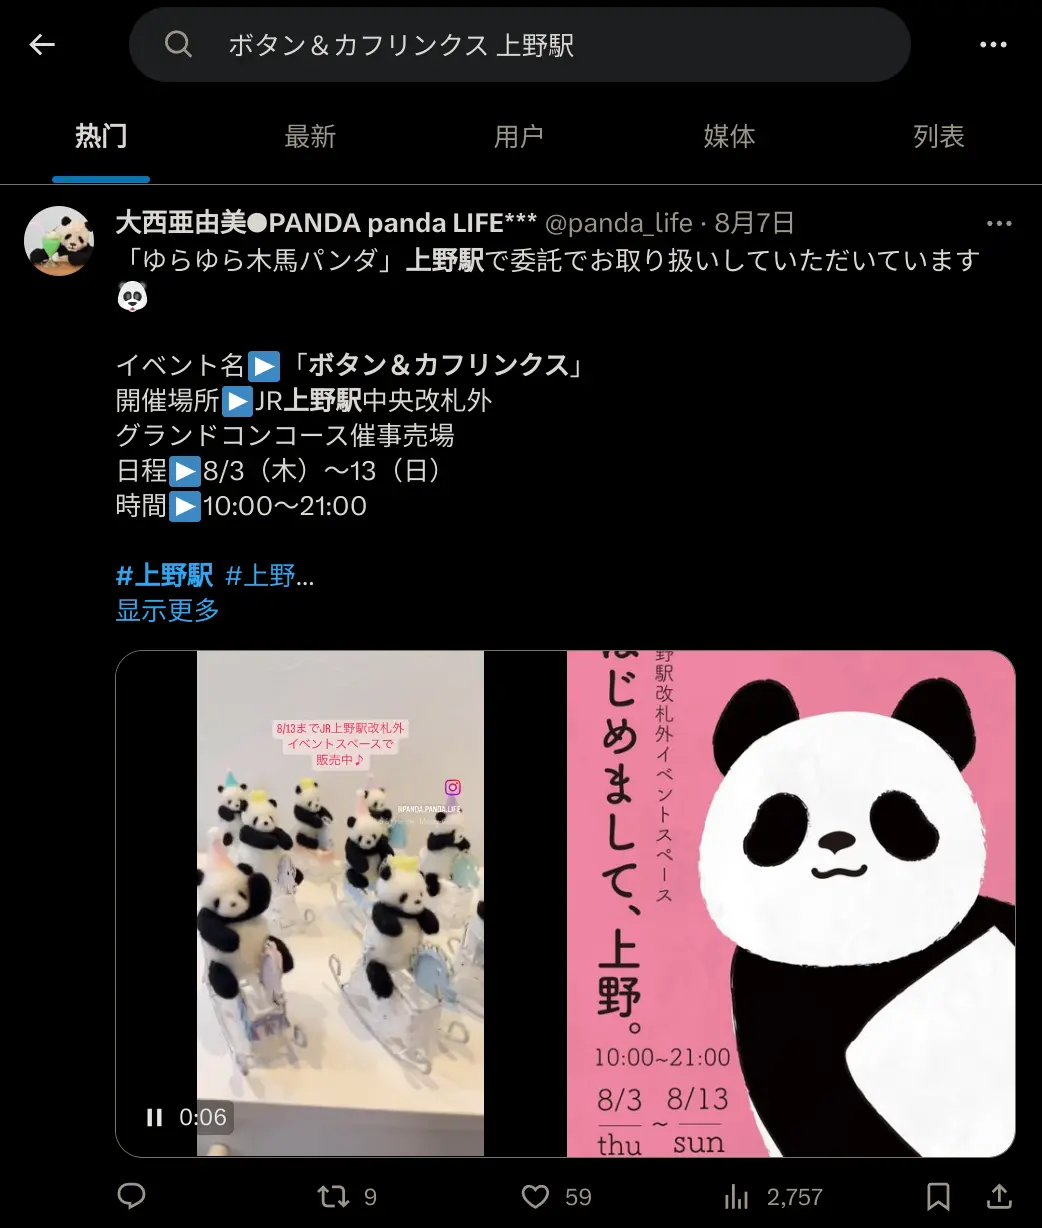 ボタン＆カフリンクス 上野駅
热门
最新
用户
媒体
列表
大西亜由美●PANDA panda LIFE*** @panda_life · 8月7日
「ゆらゆら木馬パンダ」上野駅で委託でお取り扱いしていただいています
🐼
イベント名▶️「ボタン＆カフリンクス」
開催場所▶️JR上野駅中央改札外
グランドコンコース催事売場
日程▶️8/3（木）〜13（日）
時間▶️10:00〜21:00
#上野駅 #上野...
显示更多
8/13までJR上野駅改札外
イベントスペースで
販売中♪
@PANDA.PANDA.LIFE
0:06
野駅改札外イベントスペース
はじめまして、上野。
10:00~21:00
8/3 ~ 8/13
thu sun
9
59
2,757